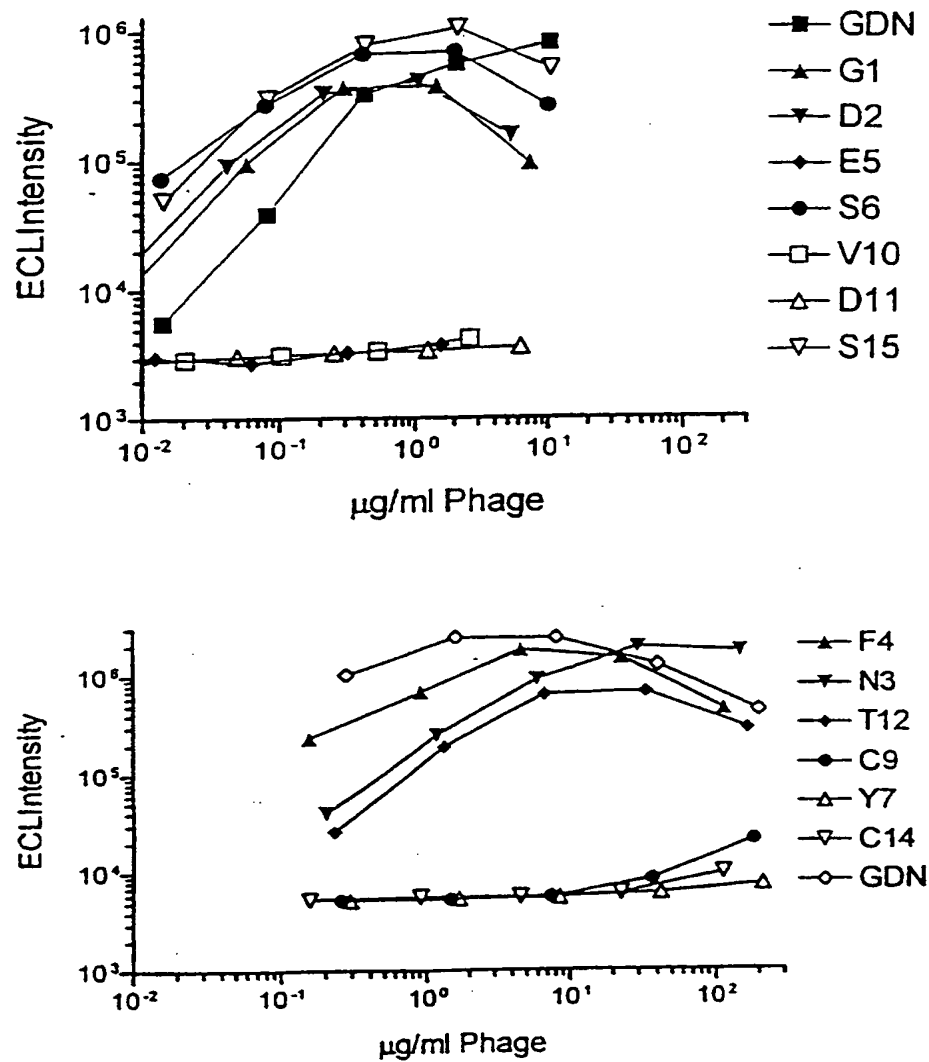 10⁶
10⁵
10⁴
10³
ECLIntensity
10⁻²
10⁻¹
10⁰
10¹
10²
µg/ml Phage
GDN
G1
D2
E5
S6
V10
D11
S15
10⁶
10⁵
10⁴
10³
ECLIntensity
10⁻²
10⁻¹
10⁰
10¹
10²
µg/ml Phage
F4
N3
T12
C9
Y7
C14
GDN